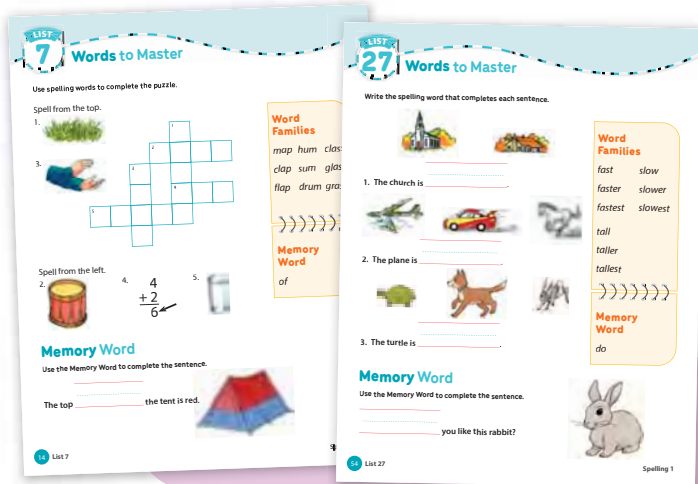 LIST
7
Words to Master
Use spelling words to complete the puzzle.
Spell from the top.
1.
3.
1
2
3
4
5
Word
Families
map hum
clap sum
flap drum
Memory
Word
of
Spell from the left.
2.
4.
4
+2
6
5.
Memory Word
Use the Memory Word to complete the sentence.
The top the tent is red.
14 List 7
LIST
27
Words to Master
Write the spelling word that completes each sentence.
1. The church is .
2. The plane is .
3. The turtle is .
Word
Families
fast slow
faster slower
fastest slowest
tall
taller
tallest
Memory
Word
do
Memory Word
Use the Memory Word to complete the sentence.
you like this rabbit?
54 List 27
Spelling 1